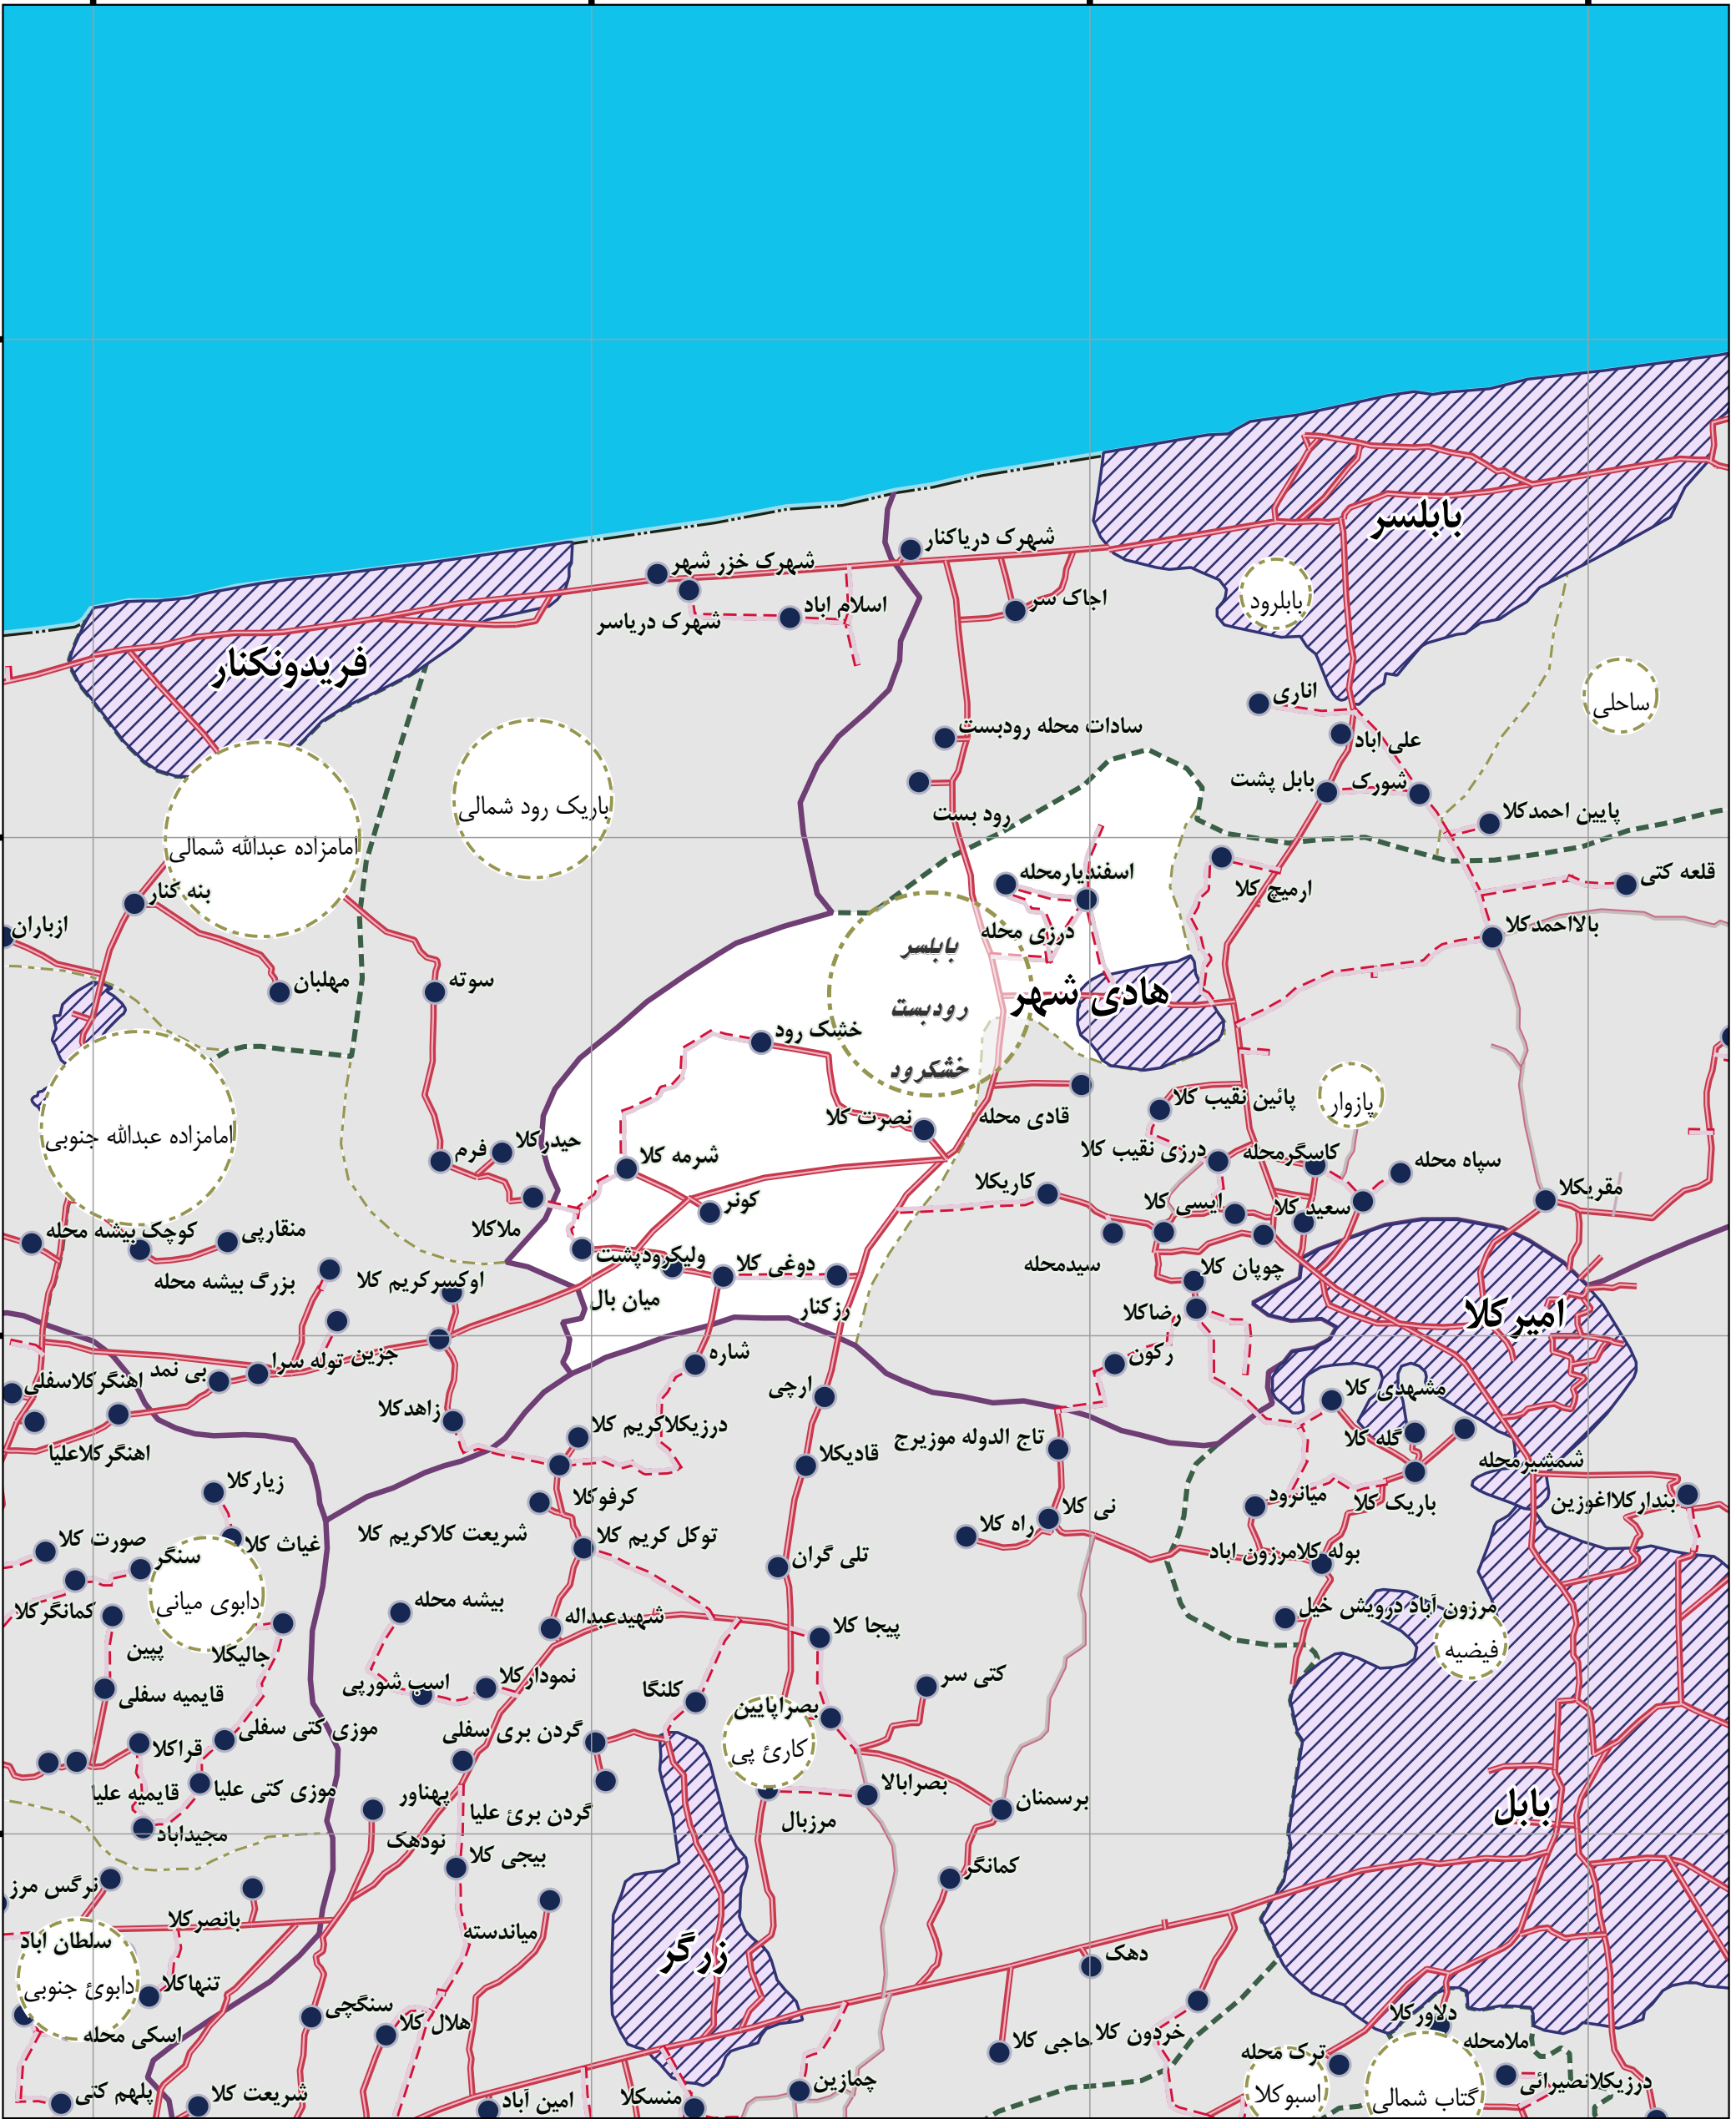 بابلسر
شهرک دریاکنار
شهرک خزر شهر
شهرک دریاسر
اسلام اباد
اجاک سر
بابلرود
فریدونکنار
ساحلی
اناری
علی اباد
سادات محله رودبست
بابل پشت
شورک
رود بست
پایین احمدکلا
باریک رود شمالی
امامزاده عبدالله شمالی
بنه کنار
اسفندیارمحله
ارمیچ کلا
قلعه کتی
ازباران
درزی محله
بالااحمدکلا
بابلسر
رودبست
خشکرود
هادی شهر
مهلبان
سوته
خشک رود
نصرت کلا
قادی محله
پائین نقیب کلا
پازوار
امامزاده عبدالله جنوبی
فرم
حیدرکلا
شرمه کلا
درزی نقیب کلا
کاسگرمحله
سپاه محله
کاریکلا
ایسی کلا
سعید کلا
مقریکلا
کوچک بیشه محله
منقارپی
ملاکلا
کونر
ولیکرودپشت
دوغی کلا
سیدمحله
چوپان کلا
بزرگ بیشه محله
اوکسرکریم کلا
میان بال
رزکنار
رضاکلا
امیرکلا
اهنگرکلاسفلی
بی نمد
توله سرا
جزین
شاره
ارچی
رکون
مشهدی کلا
زاهدکلا
اهنگرکلاعلیا
درزیکلاکریم کلا
تاج الدوله موزیرج
گله کلا
شمشیرمحله
قادیکلا
زیارکلا
کرفوکلا
نی کلا
میانرود
باریک کلا
بندارکلااغوزین
صورت کلا
غیاث کلا
شریعت کلاکریم کلا
توکل کریم کلا
راه کلا
سنگر
تلی گران
بوله کلامرزون اباد
دابوی میانی
کمانگرکلا
بیشه محله
شهیدعبداله
پیجا کلا
مرزون آباد درویش خیل
فیضیه
پپین
جالیکلا
اسب شورپی
نمودارکلا
کلنگا
کتی سر
قایمیه سفلی
موزی کتی سفلی
گردن بری سفلی
بصراپایین
کارئ پی
قراکلا
قایمیه علیا
موزی کتی علیا
پهناور
گردن برئ علیا
مرزبال
بصرابالا
برسمنان
بابل
مجیداباد
نودهک
بیجی کلا
کمانگر
نرگس مرز
بانصرکلا
میاندسته
زرگر
دهک
سلطان اباد
دابوئ جنوبی
تنهاکلا
سنگچی
هلال کلا
اسکی محله
حاجی کلا
خردون کلا
دلاورکلا
ملامحله
ترک محله
پلهم کتی
شریعت کلا
امین آباد
منسکلا
چمازین
اسبوکلا
گتاب شمالی
درزیکلانصیرائی